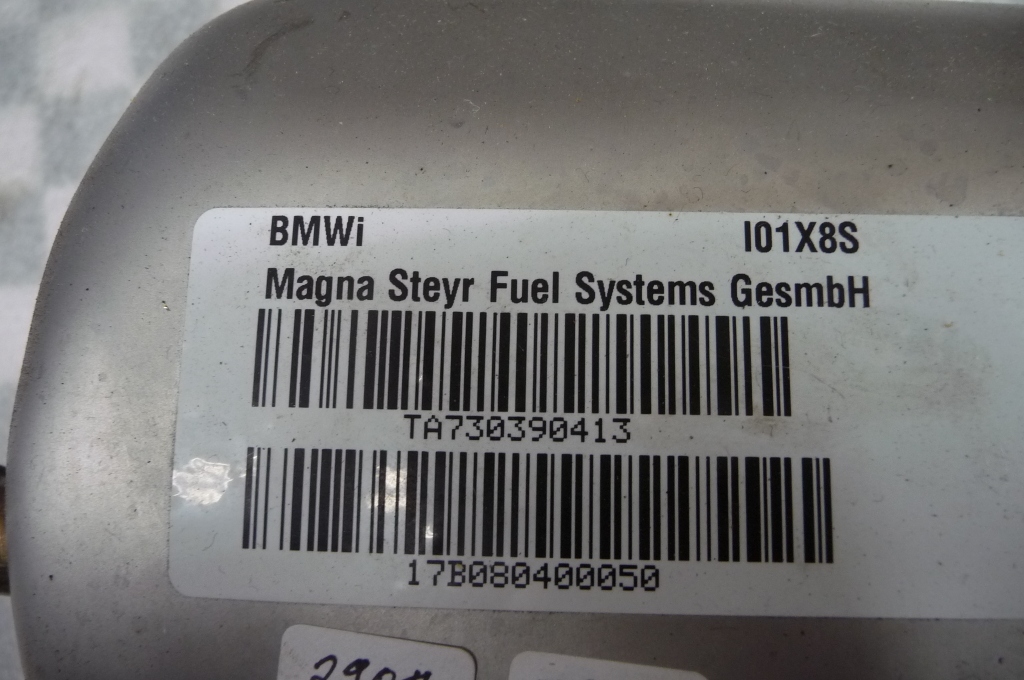 BMWi I01X8S
Magna Steyr Fuel Systems GesmbH
TA730390413
17B080400050